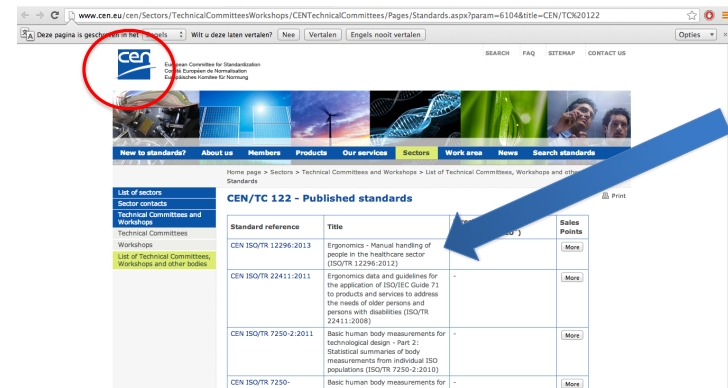 www.cen.eu/cen/Sectors/TechnicalCommitteesWorkshops/CENTechnicalCommittees/Pages/Standards.aspx?param=6104&title=CEN/TC%20122
Deze pagina is geschreven in het Engels Wilt u deze laten vertalen? Nee Vertalen Engels nooit vertalen Opties
SEARCH FAQ SITEMAP CONTACT US
cen
European Committee for Standardization
Comité Européen de Normalisation
Europäisches Komitee für Normung
New to standards? About us Members Products Our services Sectors Work area News Search standards
Home page > Sectors > Technical Committees and Workshops > List of Technical Committees, Workshops and other
Standards
Print
List of sectors
Sector contacts
Technical Committees and
Workshops
Technical Committees
Workshops
List of Technical Committees,
Workshops and other bodies
CEN/TC 122 - Published standards
Standard reference Title Sales
Points
CEN ISO/TR 12296:2013 Ergonomics - Manual handling of
people in the healthcare sector
(ISO/TR 12296:2012)
More
CEN ISO/TR 22411:2011 Ergonomics data and guidelines for
the application of ISO/IEC Guide 71
to products and services to address
the needs of older persons and
persons with disabilities (ISO/TR
22411:2008)
- More
CEN ISO/TR 7250-2:2011 Basic human body measurements for
technological design - Part 2:
Statistical summaries of body
measurements from individual ISO
populations (ISO/TR 7250-2:2010)
- More
CEN ISO/TR 7250- Basic human body measurements for - More